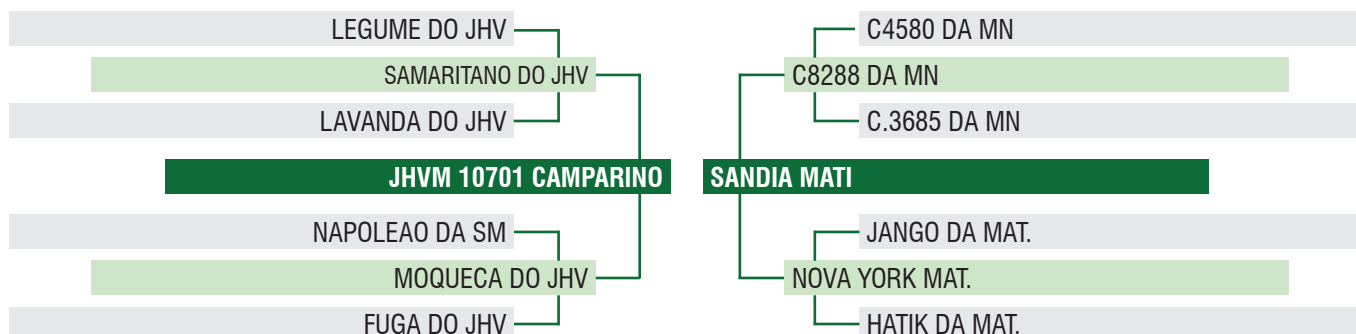 LEGUME DO JHV
C4580 DA MN
SAMARITANO DO JHV
C8288 DA MN
LAVANDA DO JHV
C.3685 DA MN
JHVM 10701 CAMPARINO
SANDIA MATI
NAPOLEAO DA SM
JANGO DA MAT.
MOQUECA DO JHV
NOVA YORK MAT.
FUGA DO JHV
HATIK DA MAT.